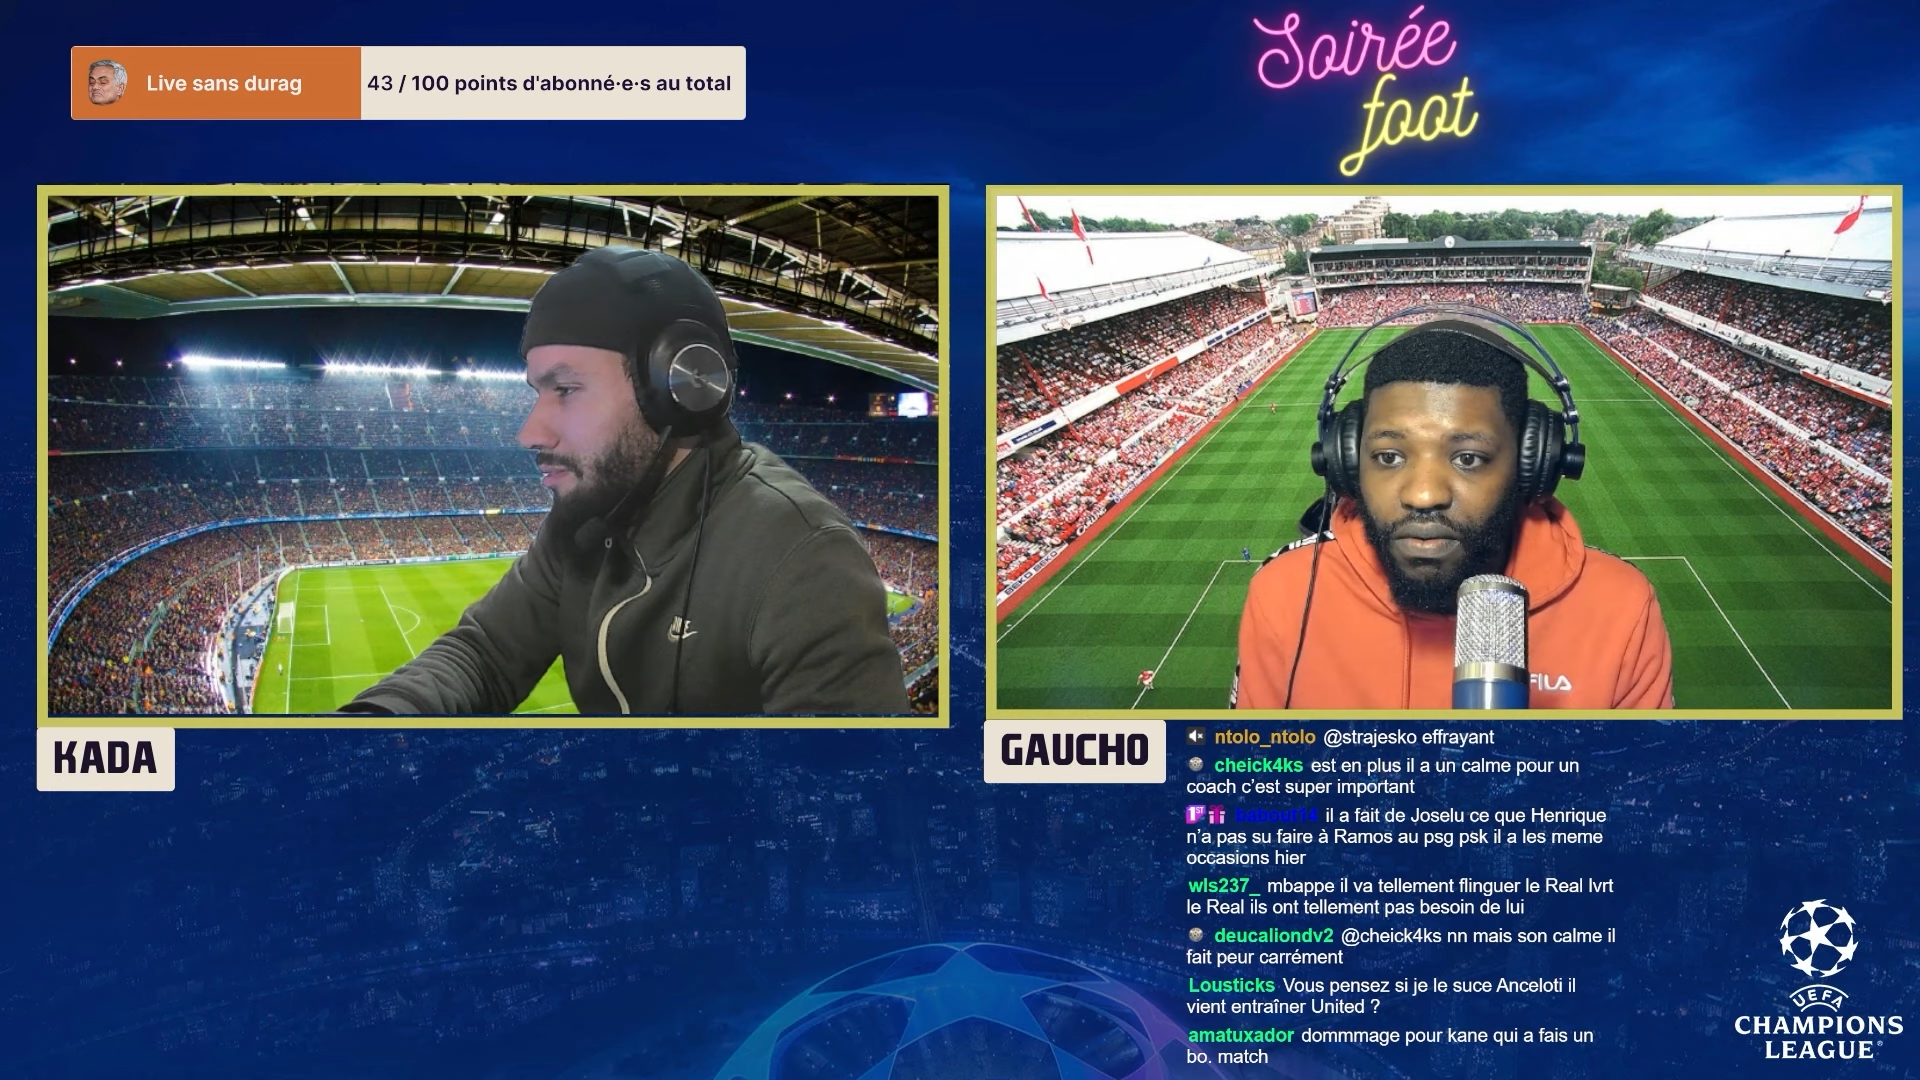 Soirée
foot
Live sans durag
43 / 100 points d'abonné·e·s au total
FILA
KADA
GAUCHO
ntolo_ntolo @strajesko effrayant
cheick4ks est en plus il a un calme pour un
coach c’est super important
1ST babout14 il a fait de Joselu ce que Henrique
n’a pas su faire à Ramos au psg psk il a les meme
occasions hier
wls237_ mbappe il va tellement flinguer le Real lvrt
le Real ils ont tellement pas besoin de lui
deucaliondv2 @cheick4ks nn mais son calme il
fait peur carrément
Lousticks Vous pensez si je le suce Anceloti il
vient entraîner United ?
amatuxador dommmage pour kane qui a fais un
bo. match
UEFA
CHAMPIONS
LEAGUE®